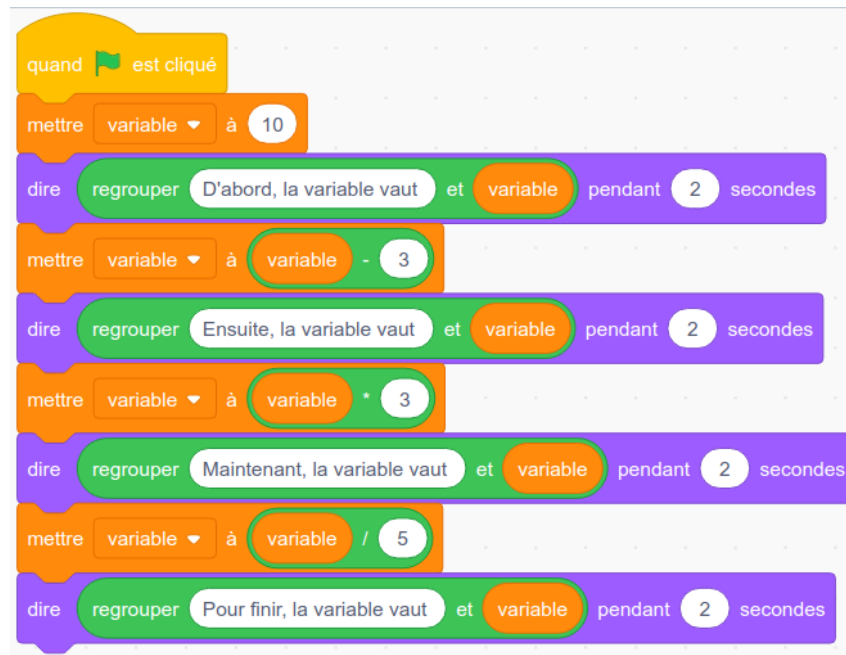 quand est cliqué
mettre variable à 10
dire regrouper D'abord, la variable vaut et variable pendant 2 secondes
mettre variable à variable - 3
dire regrouper Ensuite, la variable vaut et variable pendant 2 secondes
mettre variable à variable * 3
dire regrouper Maintenant, la variable vaut et variable pendant 2 secondes
mettre variable à variable / 5
dire regrouper Pour finir, la variable vaut et variable pendant 2 secondes